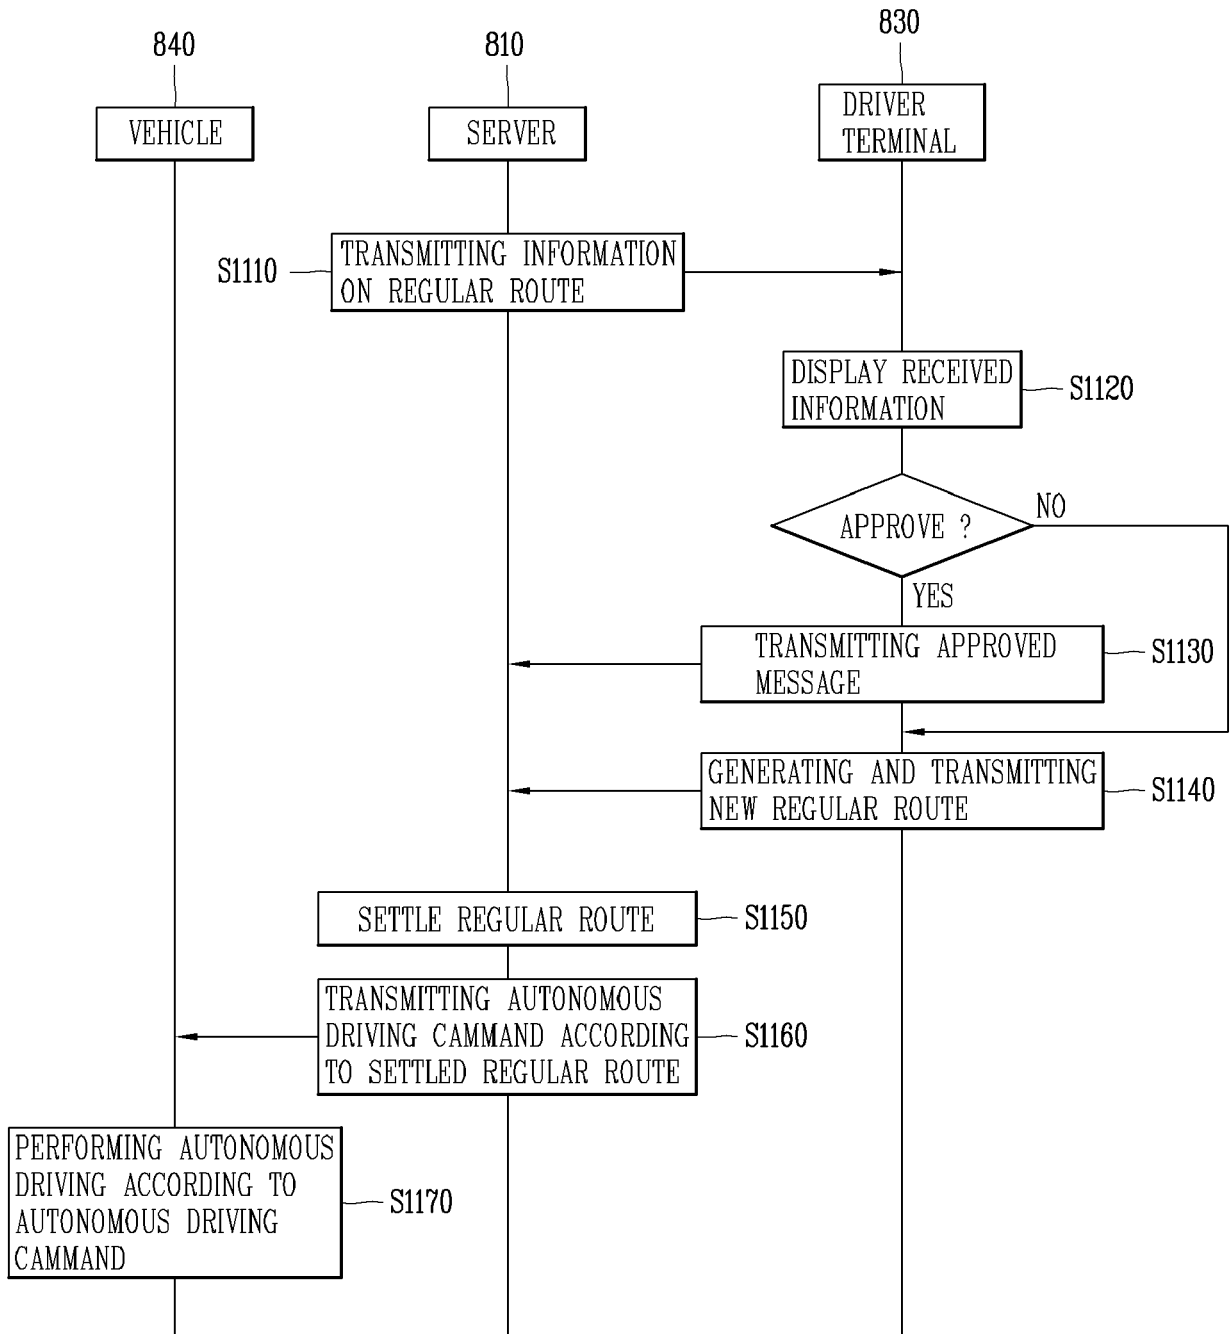 840
810
830
VEHICLE
SERVER
DRIVER
TERMINAL
S1110
TRANSMITTING INFORMATION
ON REGULAR ROUTE
DISPLAY RECEIVED
INFORMATION
S1120
APPROVE ?
NO
YES
TRANSMITTING APPROVED
MESSAGE
S1130
GENERATING AND TRANSMITTING
NEW REGULAR ROUTE
S1140
SETTLE REGULAR ROUTE
S1150
TRANSMITTING AUTONOMOUS
DRIVING CAMMAND ACCORDING
TO SETTLED REGULAR ROUTE
S1160
PERFORMING AUTONOMOUS
DRIVING ACCORDING TO
AUTONOMOUS DRIVING
CAMMAND
S1170